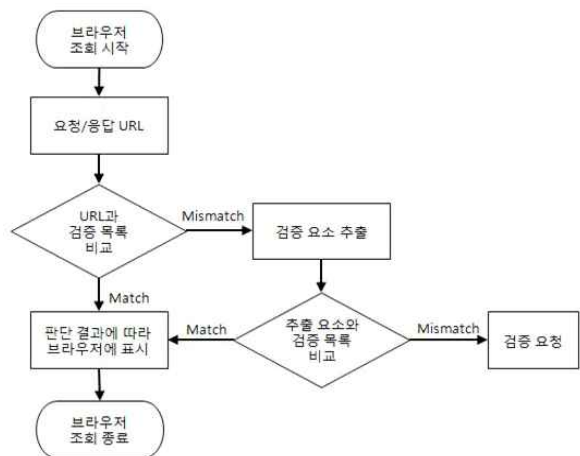 브라우저
조회 시작
요청/응답 URL
URL과
검증 목록
비교
Mismatch
검증 요소 추출
Match
판단 결과에 따라
브라우저에 표시
Match
추출 요소와
검증 목록
비교
Mismatch
검증 요청
브라우저
조회 종료